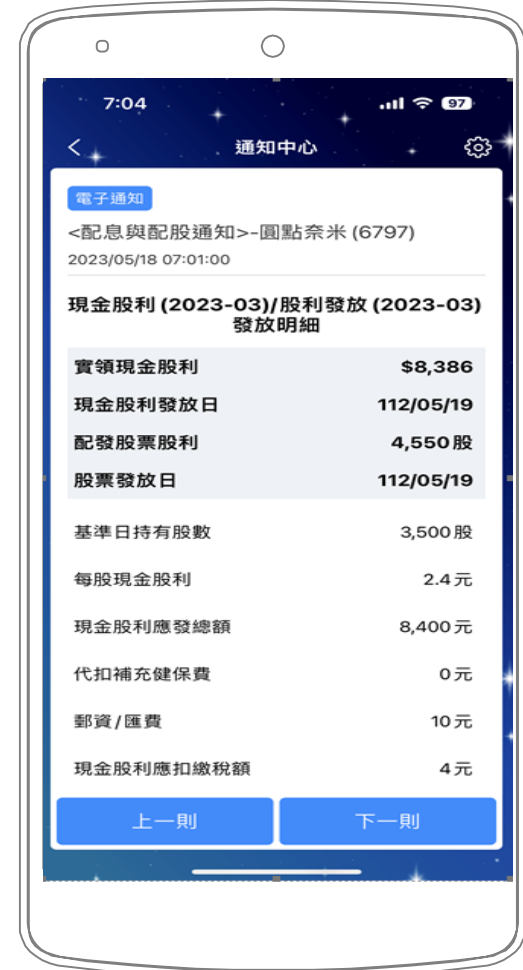 7:04
97
通知中心
電子通知
<配息與配股通知>-圓點奈米 (6797)
2023/05/18 07:01:00
現金股利 (2023-03)/股利發放 (2023-03)
發放明細
實領現金股利 $8,386
現金股利發放日 112/05/19
配發股票股利 4,550股
股票發放日 112/05/19
基準日持有股數 3,500股
每股現金股利 2.4元
現金股利應發總額 8,400元
代扣補充健保費 0元
郵資/匯費 10元
現金股利應扣繳稅額 4元
上一則 下一則